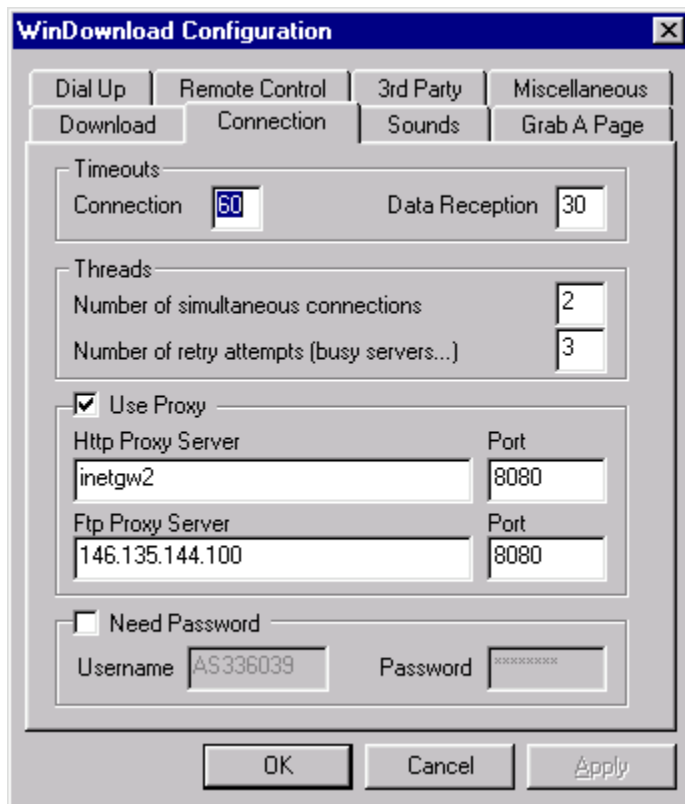 WinDownload Configuration
Dial Up Remote Control 3rd Party Miscellaneous
Download Connection Sounds Grab A Page
Timeouts
Connection 60 Data Reception 30
Threads
Number of simultaneous connections 2
Number of retry attempts (busy servers...) 3
Use Proxy
Http Proxy Server Port
inetgw2 8080
Ftp Proxy Server Port
146.135.144.100 8080
Need Password
Username AS336039 Password ********
OK Cancel Apply